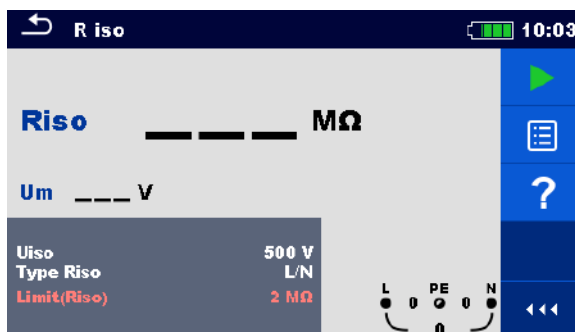 R iso 10:03
Riso _ _ _ MΩ
Um _ _ _ V
?
Uiso 500 V
Type Riso L/N
Limit(Riso) 2 MΩ
L PE N
0 0
0